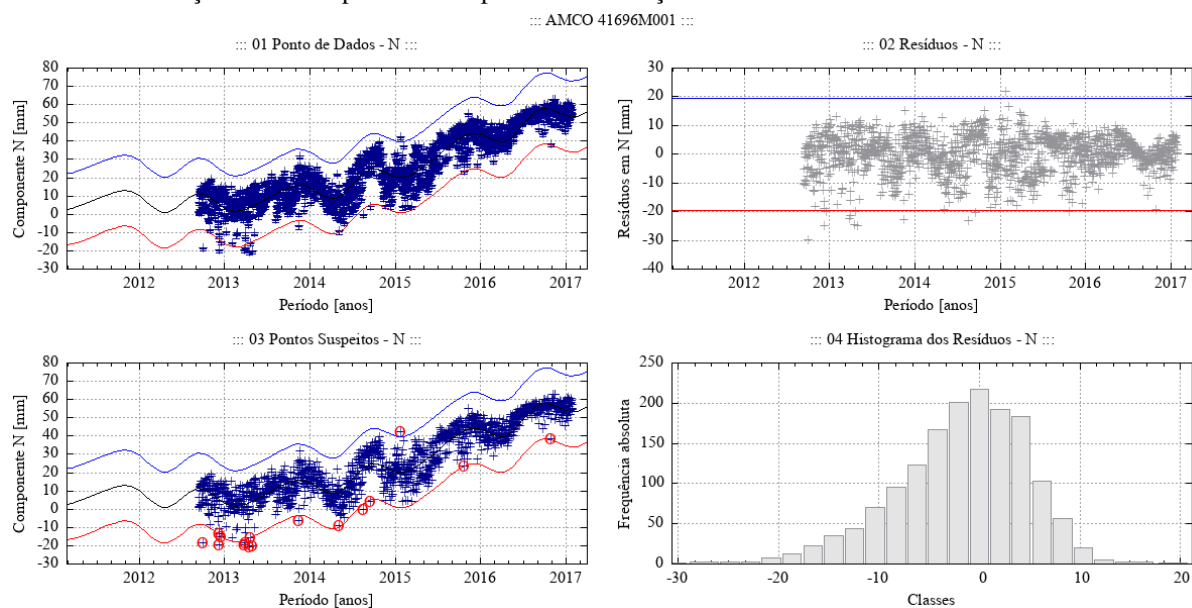 ::: AMCO 41696M001 :::
::: 01 Ponto de Dados - N :::
Componente N [mm]
80
70
60
50
40
30
20
10
0
-10
-20
-30
2012 2013 2014 2015 2016 2017
Período [anos]
::: 02 Resíduos - N :::
Resíduos em N [mm]
30
20
10
0
-10
-20
-30
-40
2012 2013 2014 2015 2016 2017
Período [anos]
::: 03 Pontos Suspeitos - N :::
Componente N [mm]
80
70
60
50
40
30
20
10
0
-10
-20
-30
2012 2013 2014 2015 2016 2017
Período [anos]
::: 04 Histograma dos Resíduos - N :::
Frequência absoluta
250
200
150
100
50
0
-30 -20 -10 0 10 20
Classes